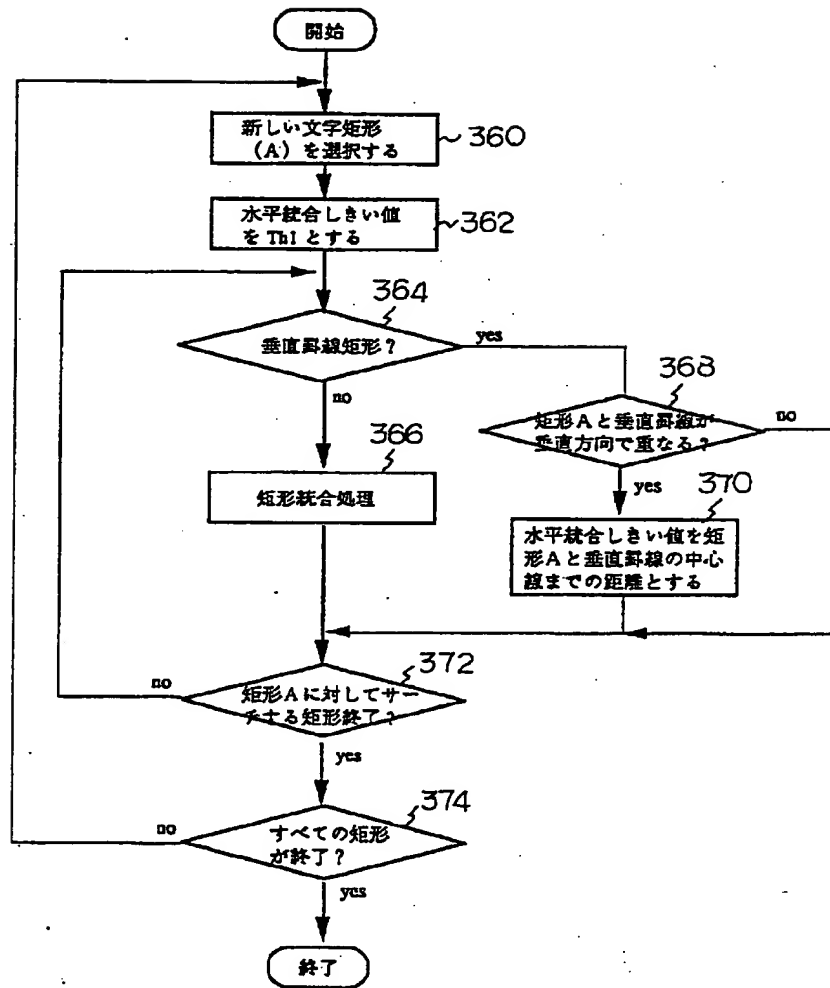 開始
新しい文字矩形
(A)を選択する
360
水平統合しきい値
を Th1 とする
362
364
垂直罫線矩形?
yes
no
368
矩形Aと垂直罫線が
垂直方向で重なる?
no
yes
366
矩形統合処理
370
水平統合しきい値を矩
形Aと垂直罫線の中心
線までの距離とする
372
矩形Aに対してサー
チする矩形終了?
no
yes
374
すべての矩形
が終了?
no
yes
終了